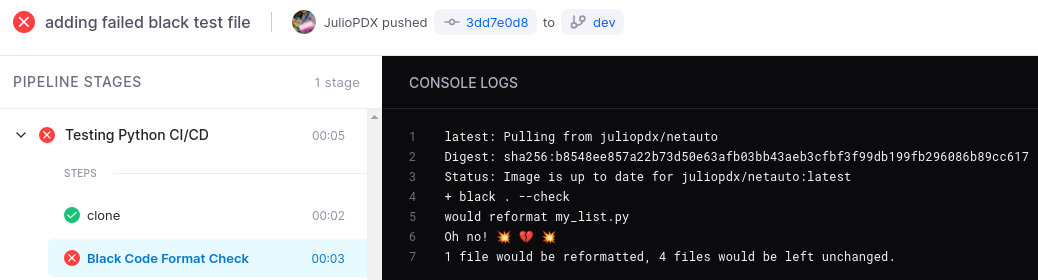 adding failed black test file JulioPDX pushed 3dd7e0d8 to dev
PIPELINE STAGES 1 stage
Testing Python CI/CD 00:05
STEPS
clone 00:02
Black Code Format Check 00:03
CONSOLE LOGS
1 latest: Pulling from juliopdx/netauto
2 Digest: sha256:b8548ee857a22b73d50e63afb03bb43aeb3cfbf3f99db199fb296086b89cc617
3 Status: Image is up to date for juliopdx/netauto:latest
4 + black . --check
5 would reformat my_list.py
6 Oh no! 💥 💔 💥
7 1 file would be reformatted, 4 files would be left unchanged.